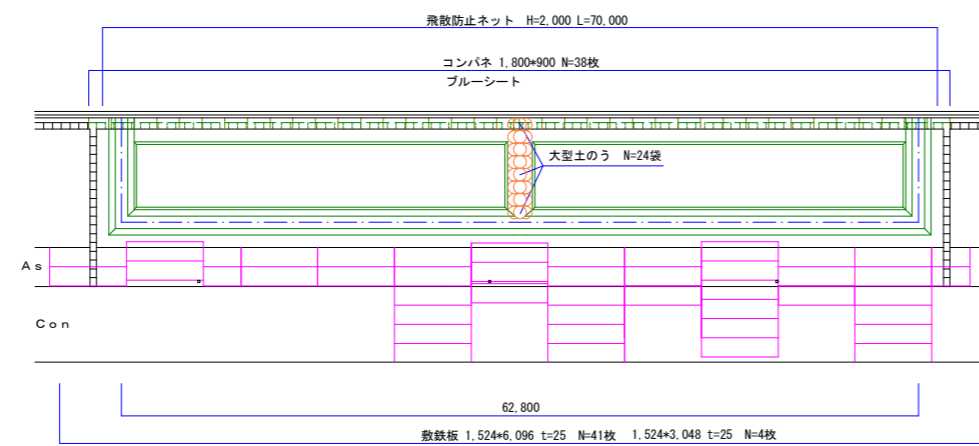 飛散防止ネット H=2,000 L=70,000
コンパネ 1,800*900 N=38枚
ブルーシート
大型土のう N=24袋
As
Con
62,800
敷鉄板 1,524*6,096 t=25 N=41枚 1,524*3,048 t=25 N=4枚